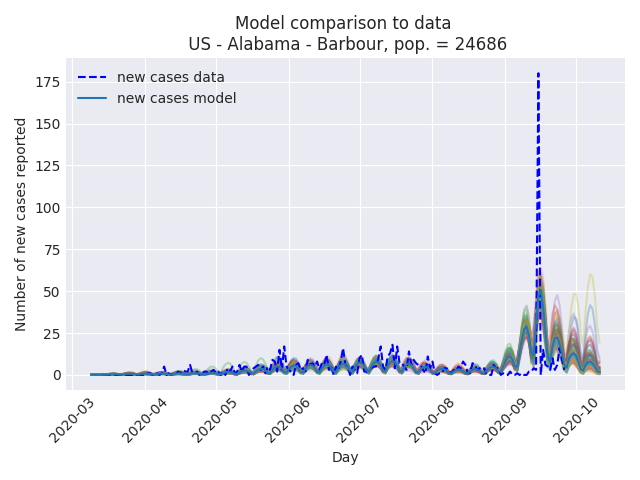 Model comparison to data
US - Alabama - Barbour, pop. = 24686
new cases data
new cases model
Number of new cases reported
175
150
125
100
75
50
25
0
2020-03
2020-04
2020-05
2020-06
2020-07
2020-08
2020-09
2020-10
Day